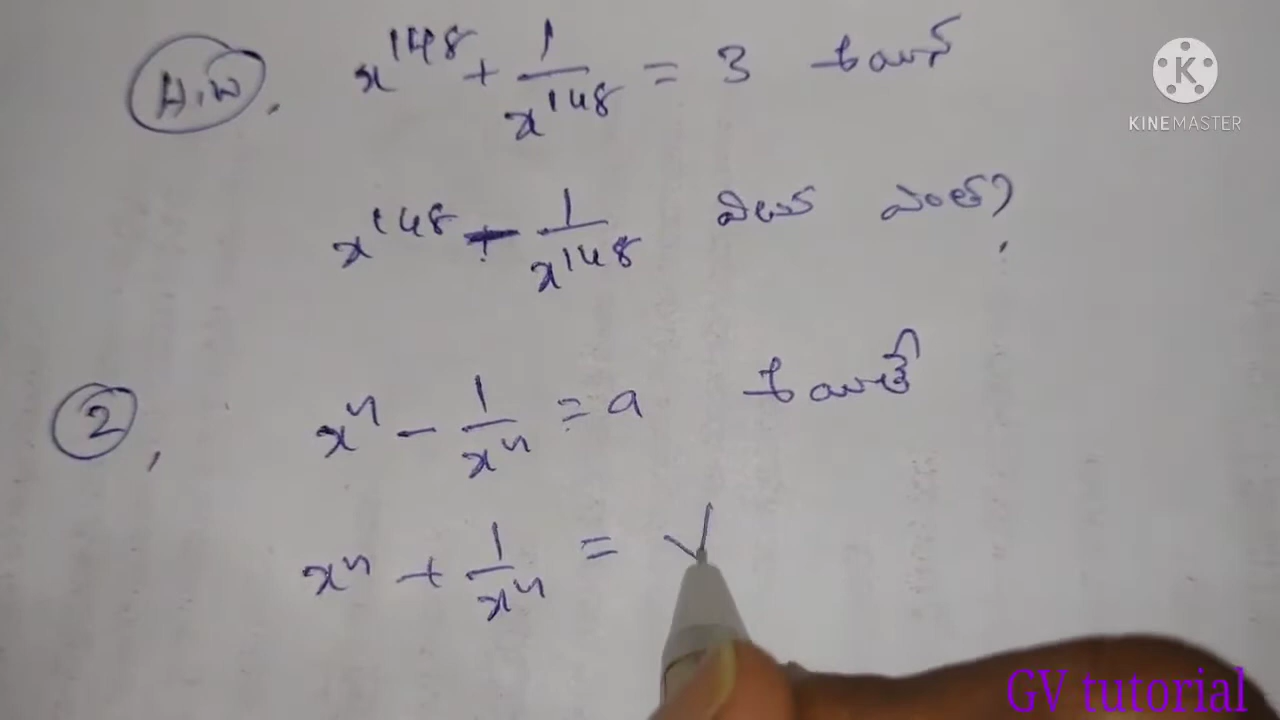 H.W, x^148 + 1/x^148 = 3 అయిన
x^148 - 1/x^148 విలువ ఎంత?
2, x^n - 1/x^n = a అయితే
x^n + 1/x^n = √
KINEMASTER
GV tutorial